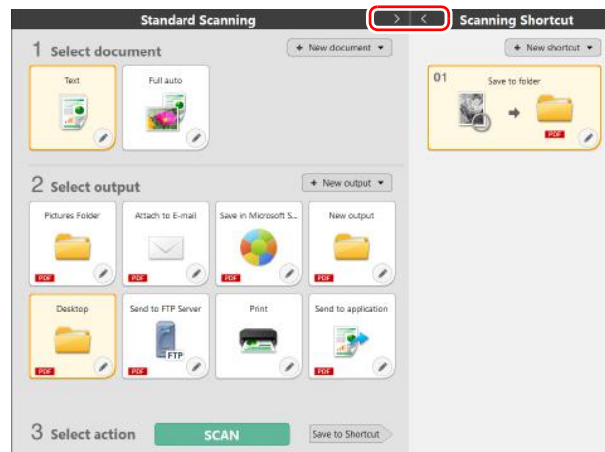 Standard Scanning
> <
Scanning Shortcut
1 Select document
+ New document
Text
Full auto
+ New shortcut
01
Save to folder
PDF
2 Select output
+ New output
Pictures Folder
Attach to E-mail
Save in Microsoft S...
New output
PDF
PDF
PDF
PDF
Desktop
Send to FTP Server
Print
Send to application
FTP
PDF
PDF
PDF
3 Select action
SCAN
Save to Shortcut